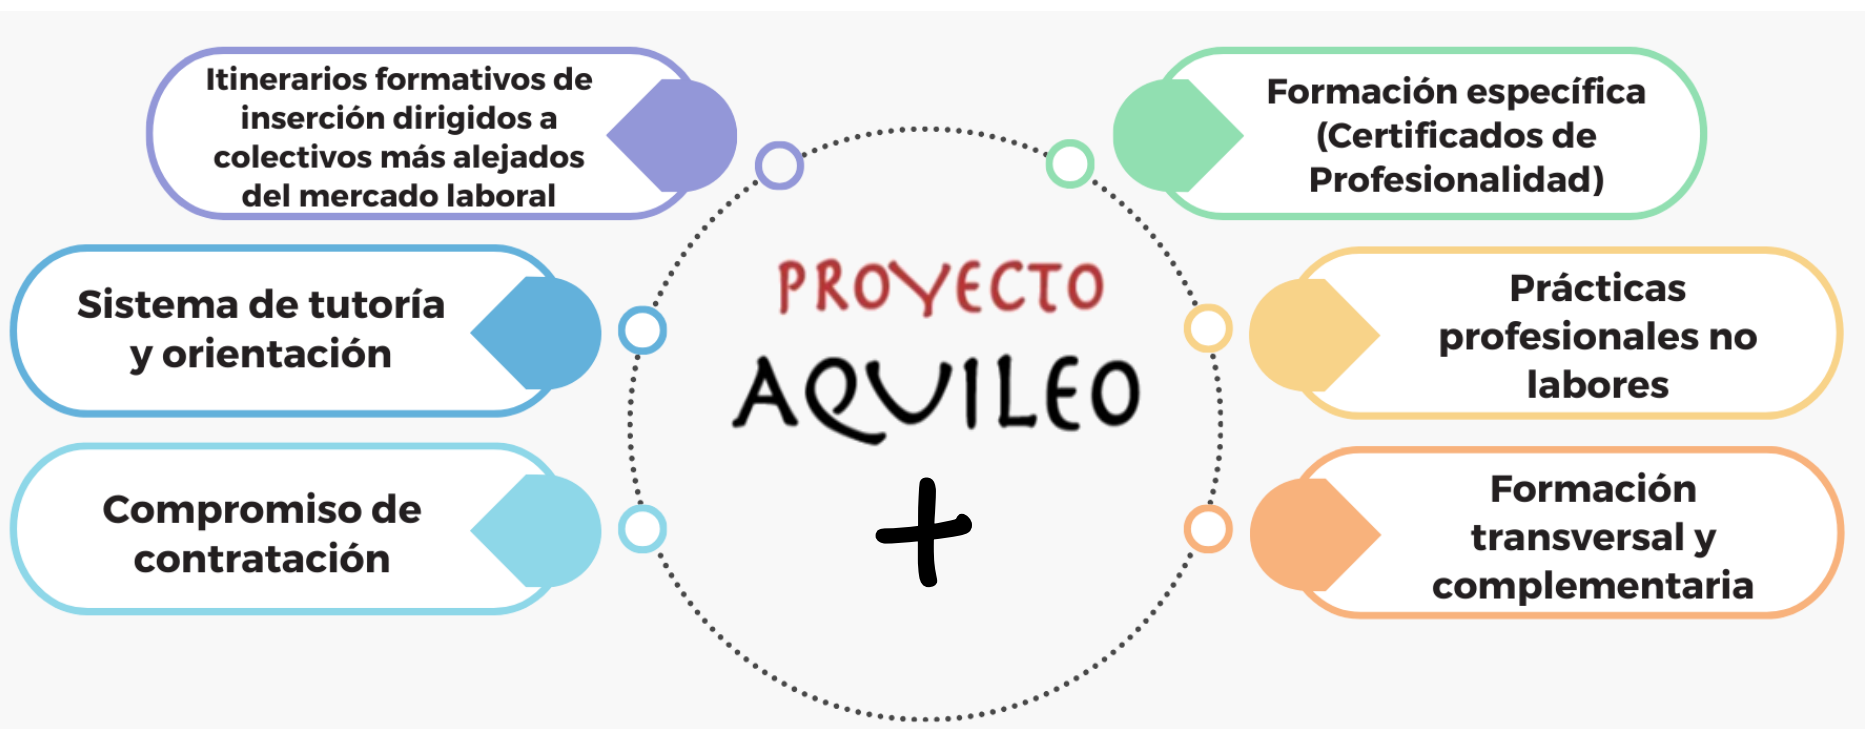 Itinerarios formativos de
inserción dirigidos a
colectivos más alejados
del mercado laboral
Sistema de tutoría
y orientación
Compromiso de
contratación
PROYECTO
AQUILEO
+
Formación específica
(Certificados de
Profesionalidad)
Prácticas
profesionales no
labores
Formación
transversal y
complementaria